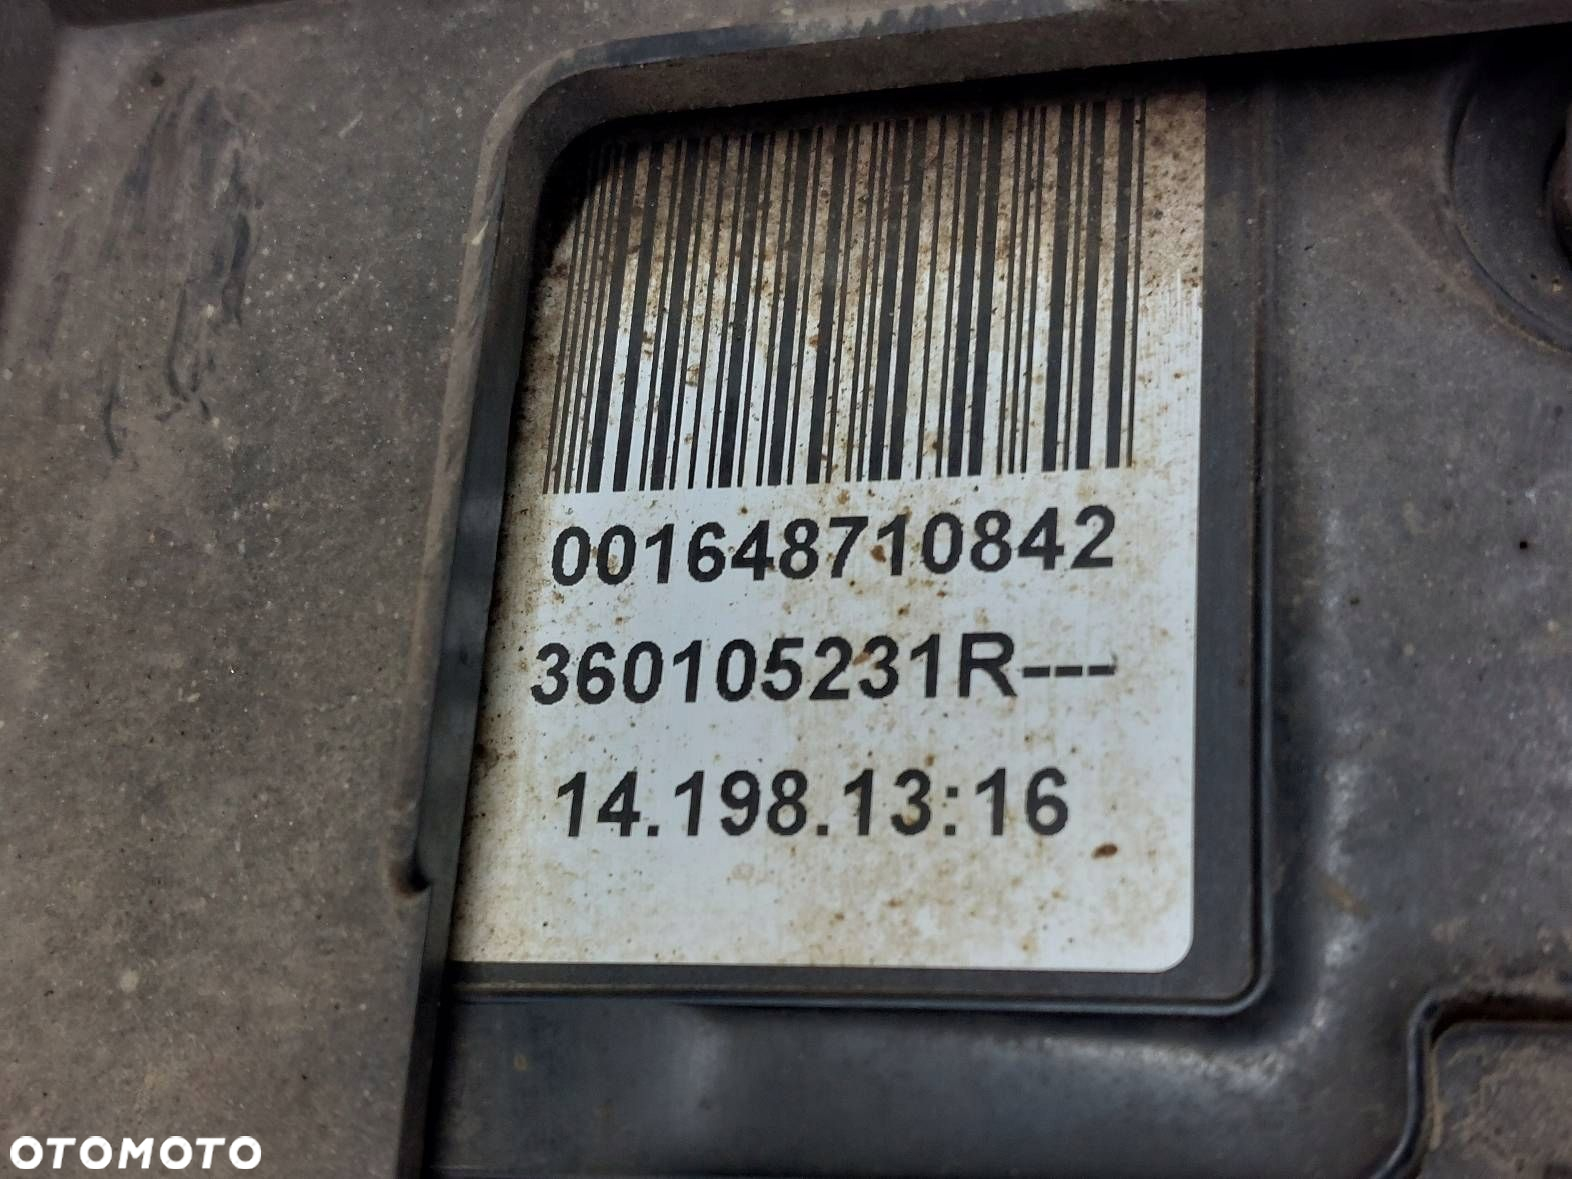 001648710842
360105231R---
14.198.13:16
OTOMOTO